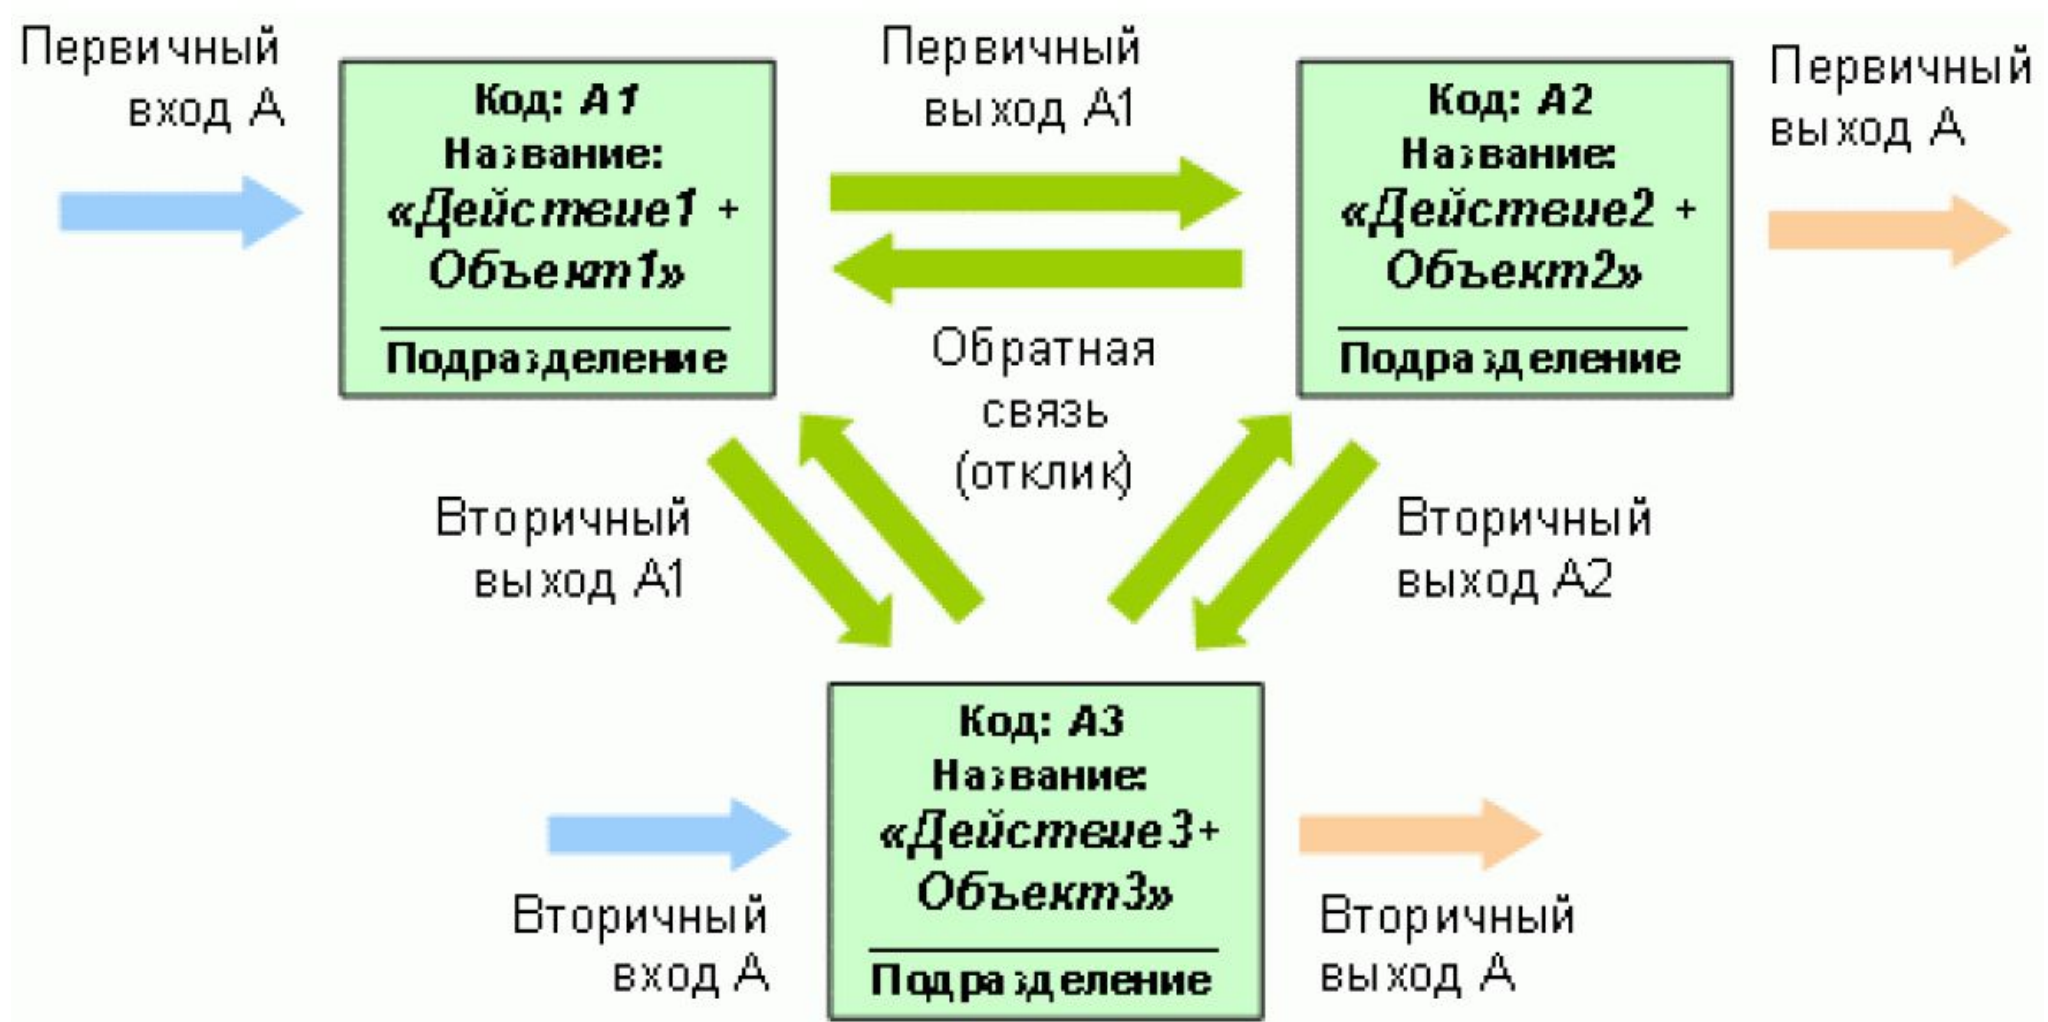 Первичный
вход А
Код: А1
Название:
«Действие1 +
Объект1»
Подразделение
Первичный
выход А1
Обратная
связь
(отклик)
Код: А2
Название:
«Действие2 +
Объект2»
Подразделение
Первичный
выход А
Вторичный
выход А1
Вторичный
выход А2
Вторичный
вход А
Код: А3
Название:
«Действие3+
Объект3»
Подразделение
Вторичный
выход А